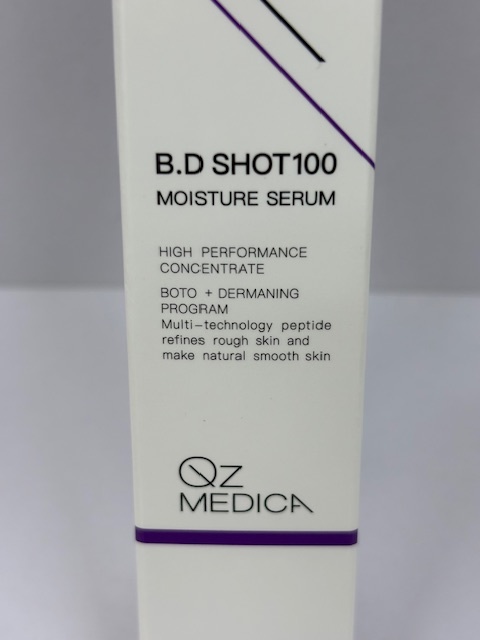 B.D SHOT100
MOISTURE SERUM
HIGH PERFORMANCE
CONCENTRATE
BOTO + DERMANING
PROGRAM
Multi-technology peptide
refines rough skin and
make natural smooth skin
QZ
MEDICA